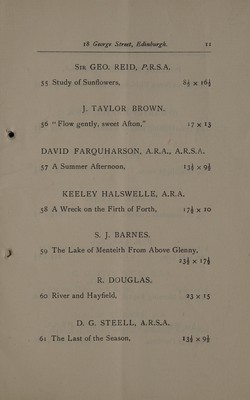 18 George Street, Edinburgh. 11
Sir GEO. REID, P.R.S.A.
55 Study of Sunflowers, 8½ x 16½
J. TAYLOR BROWN.
56 "Flow gently, sweet Afton," 17 x 13
DAVID FARQUHARSON, A.R.A., A.R.S.A.
57 A Summer Afternoon, 13½ x 9½
KEELEY HALSWELLE, A.R.A.
58 A Wreck on the Firth of Forth, 17½ x 10
S. J. BARNES.
59 The Lake of Menteith From Above Glenny,
23½ x 17½
R. DOUGLAS.
60 River and Hayfield, 23 x 15
D. G. STEELL, A.R.S.A.
61 The Last of the Season, 13½ x 9½